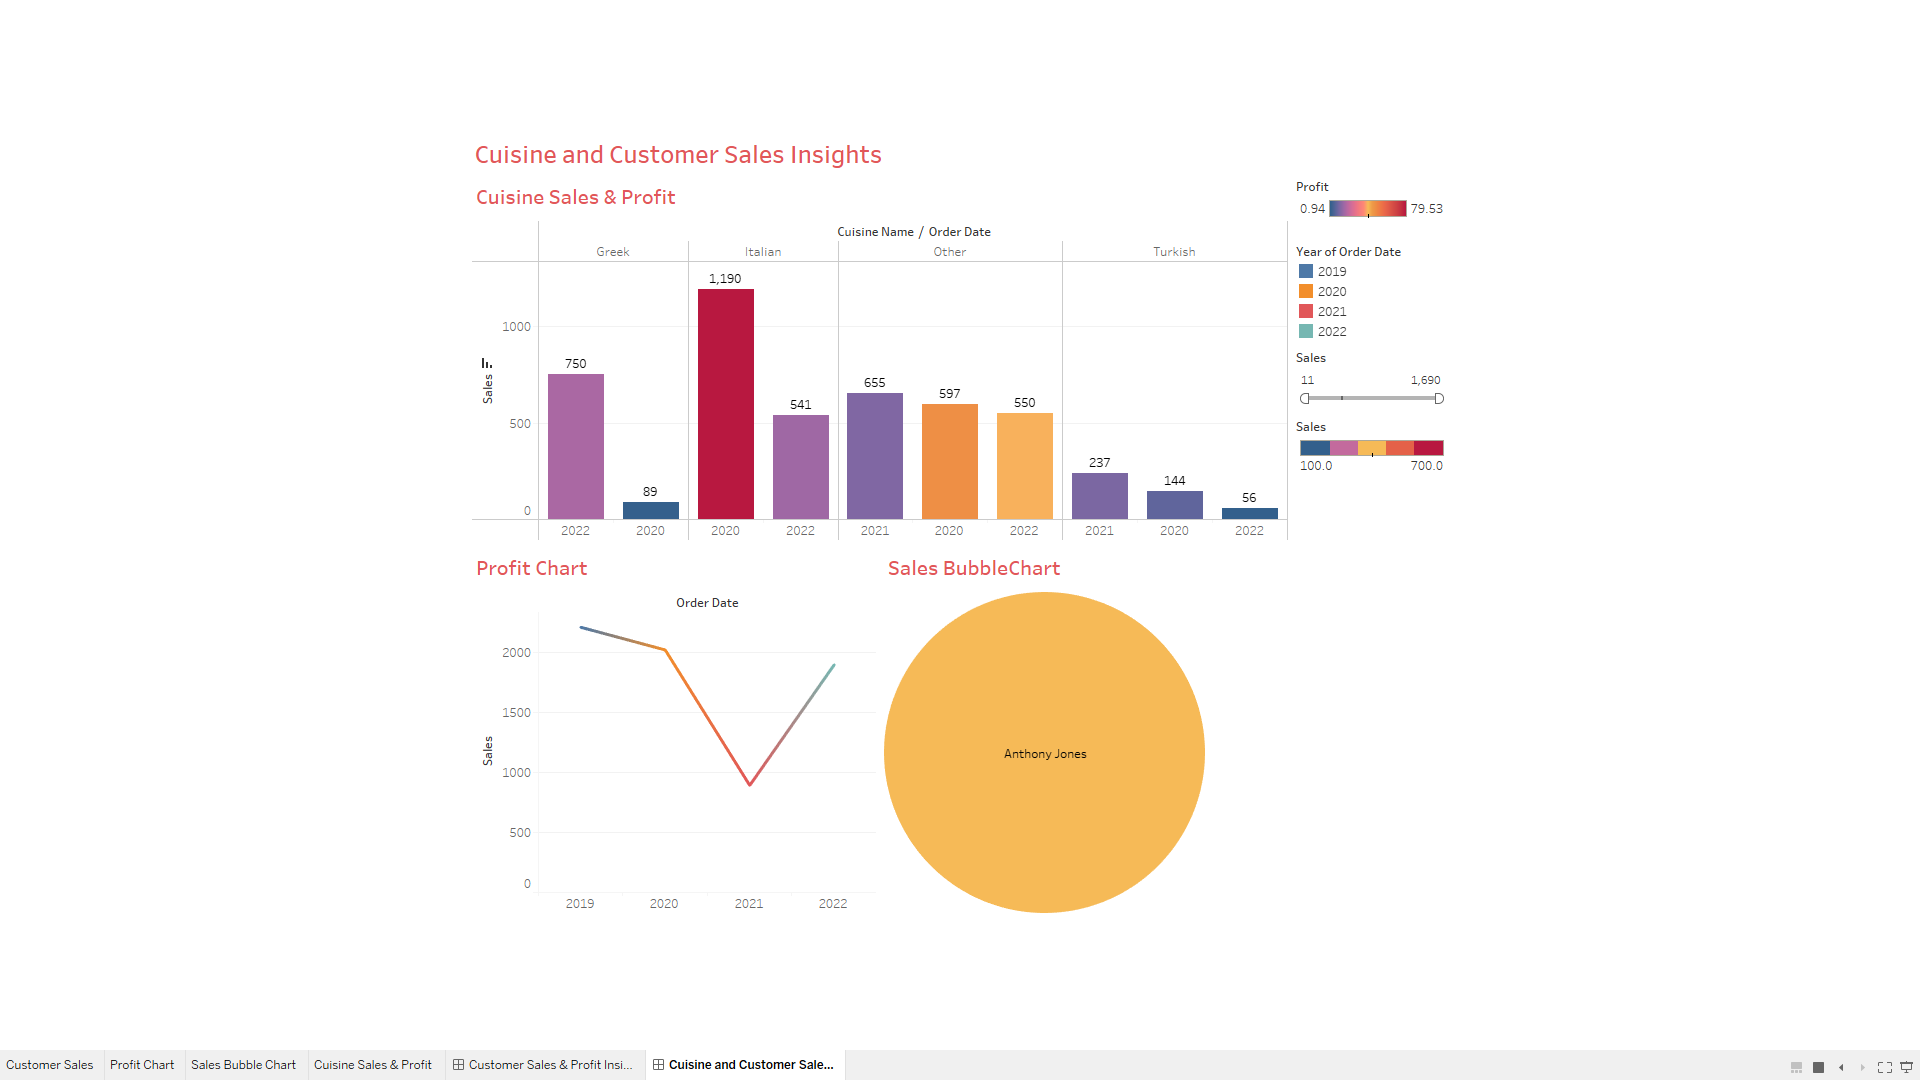 Cuisine and Customer Sales Insights
Cuisine Sales & Profit
Cuisine Name / Order Date
Greek Italian Other Turkish
Sales
1000
500
0
750
89
1,190
541
655
597
550
237
144
56
2022 2020 2020 2022 2021 2020 2022 2021 2020 2022
Profit
0.94 79.53
Year of Order Date
2019
2020
2021
2022
Sales
11 1,690
Sales
100.0 700.0
Profit Chart
Order Date
Sales
2000
1500
1000
500
0
2019 2020 2021 2022
Sales BubbleChart
Anthony Jones
Customer Sales Profit Chart Sales Bubble Chart Cuisine Sales & Profit Customer Sales & Profit Insi... Cuisine and Customer Sale...